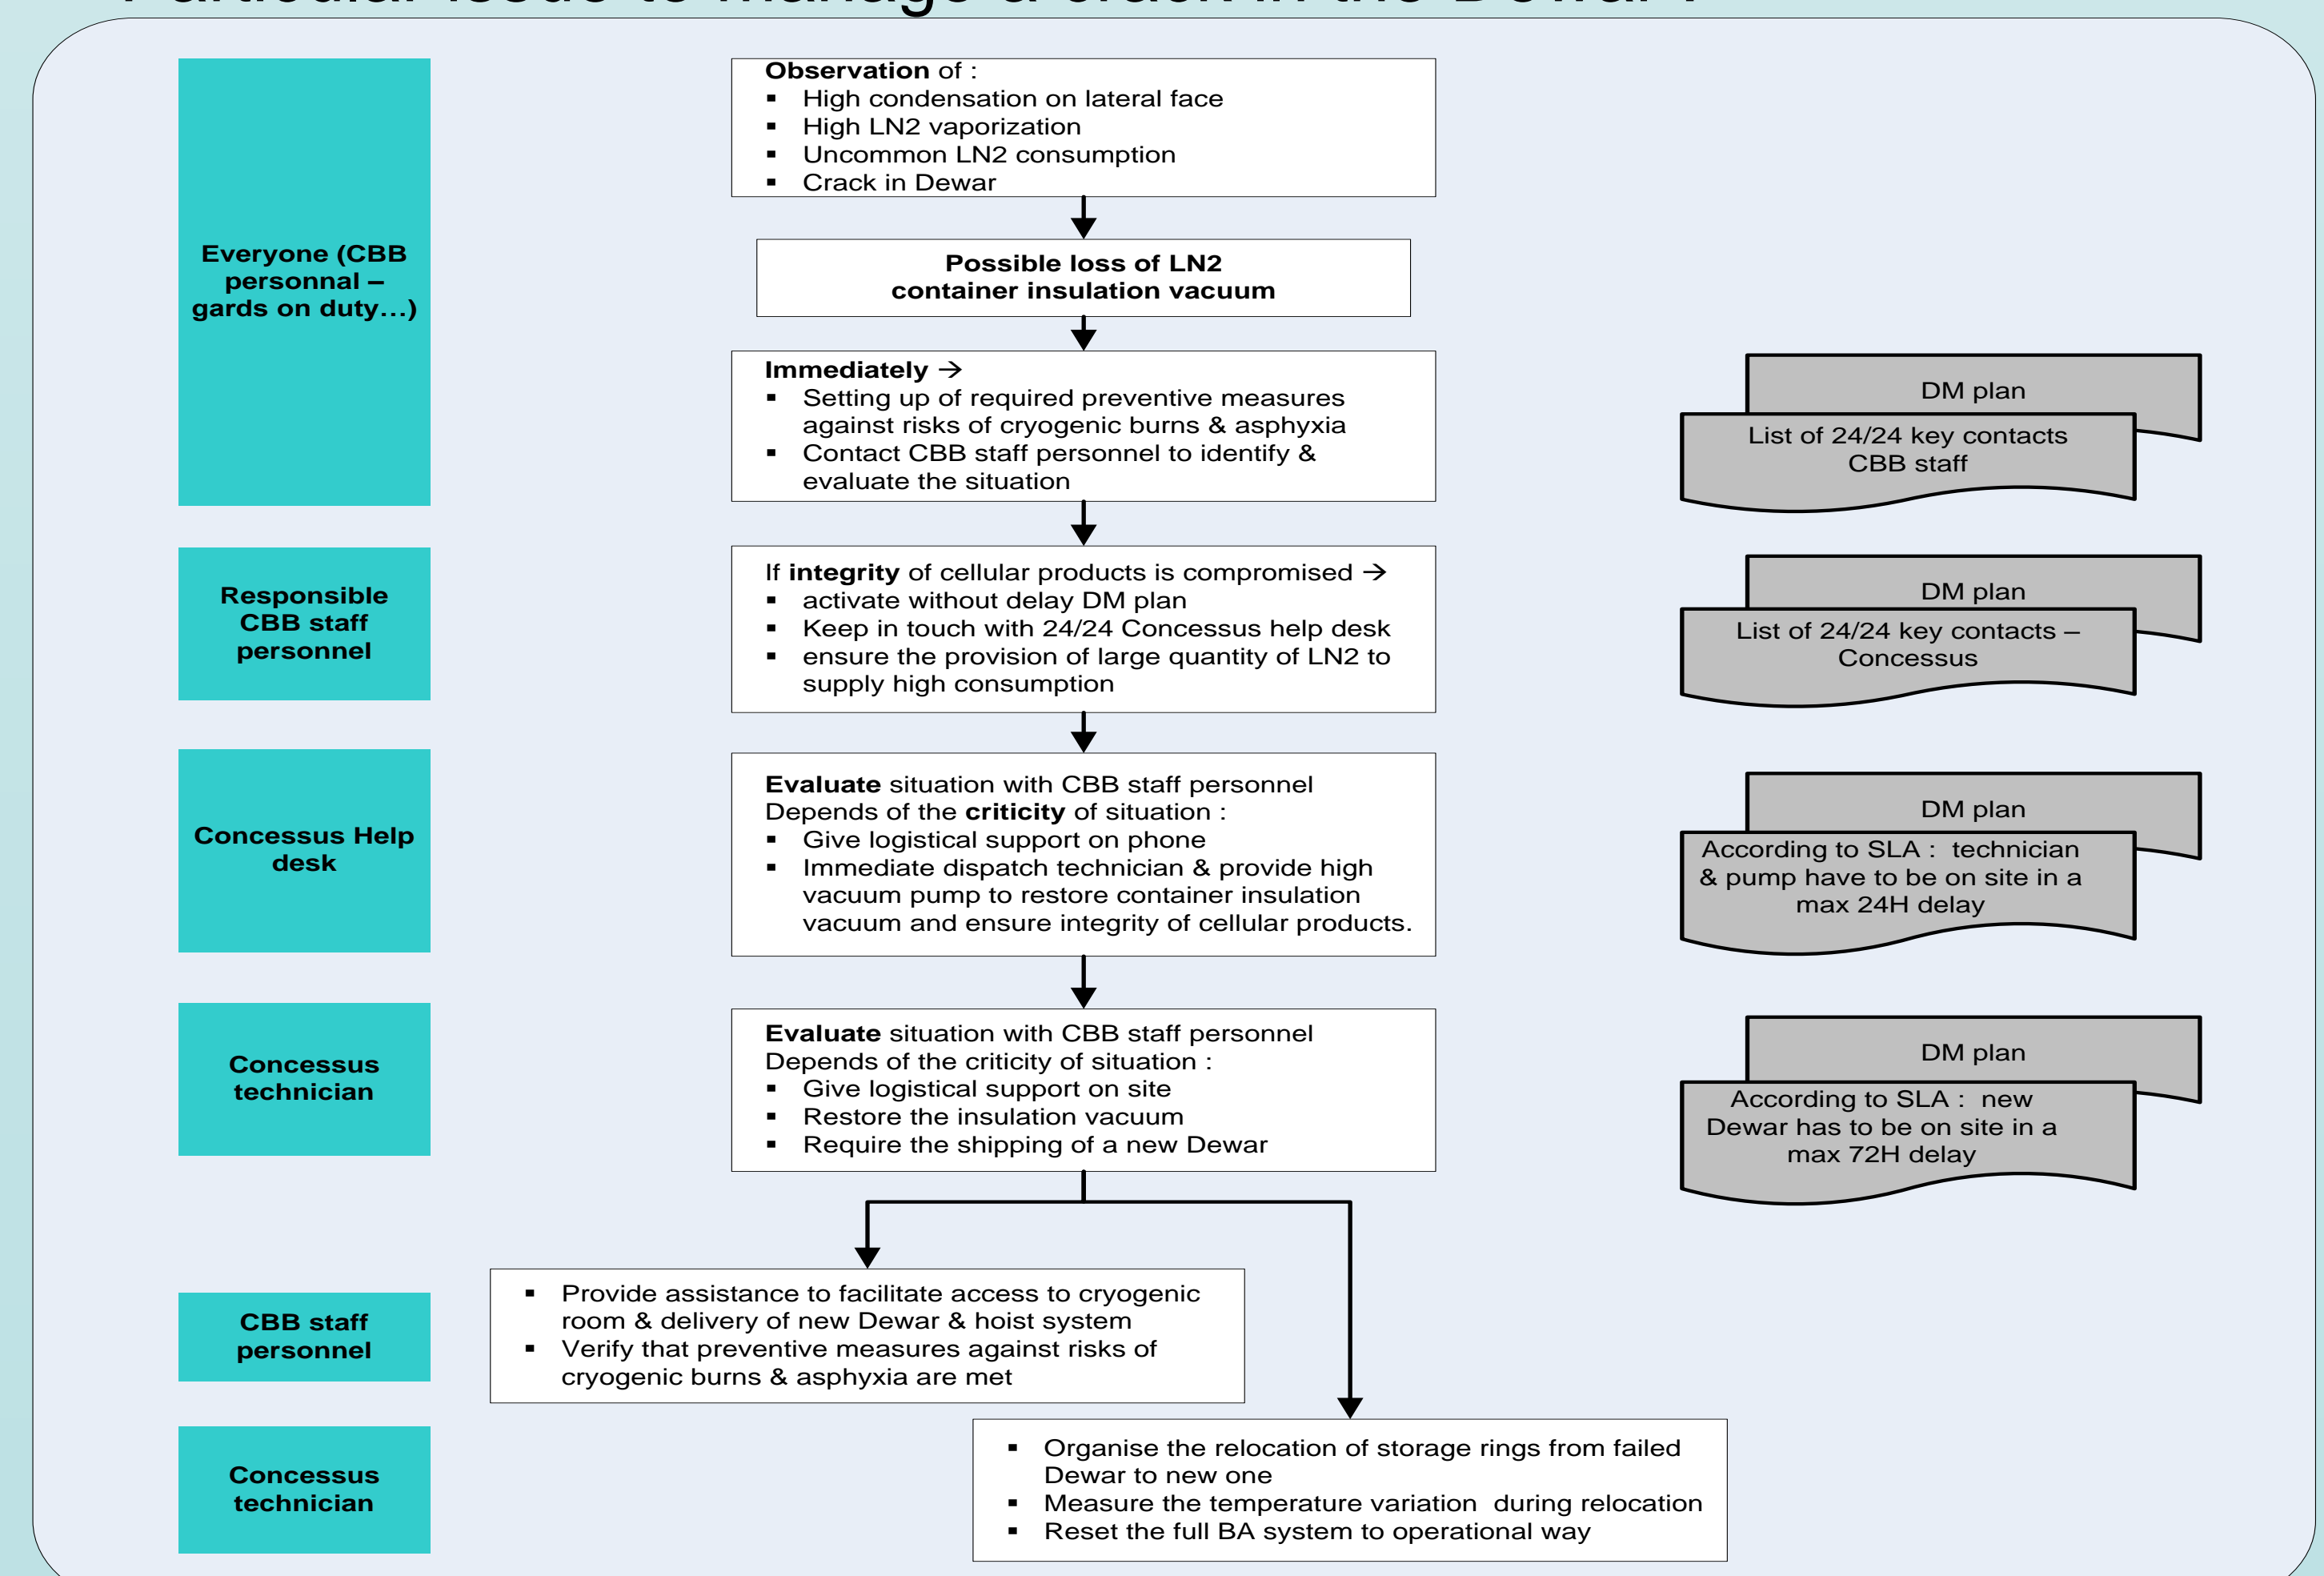 Particular issue to manage a crack in the Dewar :
Everyone (CBB
personnal –
gards on duty…)
Observation of :
▪ High condensation on lateral face
▪ High LN2 vaporization
▪ Uncommon LN2 consumption
▪ Crack in Dewar
Possible loss of LN2
container insulation vacuum
Immediately →
▪ Setting up of required preventive measures
against risks of cryogenic burns & asphyxia
▪ Contact CBB staff personnel to identify &
evaluate the situation
DM plan
List of 24/24 key contacts
CBB staff
Responsible
CBB staff
personnel
If integrity of cellular products is compromised →
▪ activate without delay DM plan
▪ Keep in touch with 24/24 Concessus help desk
▪ ensure the provision of large quantity of LN2 to
supply high consumption
DM plan
List of 24/24 key contacts –
Concessus
Concessus Help
desk
Evaluate situation with CBB staff personnel
Depends of the criticity of situation :
▪ Give logistical support on phone
▪ Immediate dispatch technician & provide high
vacuum pump to restore container insulation
vacuum and ensure integrity of cellular products.
DM plan
According to SLA : technician
& pump have to be on site in a
max 24H delay
Concessus
technician
Evaluate situation with CBB staff personnel
Depends of the criticity of situation :
▪ Give logistical support on site
▪ Restore the insulation vacuum
▪ Require the shipping of a new Dewar
DM plan
According to SLA : new
Dewar has to be on site in a
max 72H delay
CBB staff
personnel
▪ Provide assistance to facilitate access to cryogenic
room & delivery of new Dewar & hoist system
▪ Verify that preventive measures against risks of
cryogenic burns & asphyxia are met
Concessus
technician
▪ Organise the relocation of storage rings from failed
Dewar to new one
▪ Measure the temperature variation during relocation
▪ Reset the full BA system to operational way